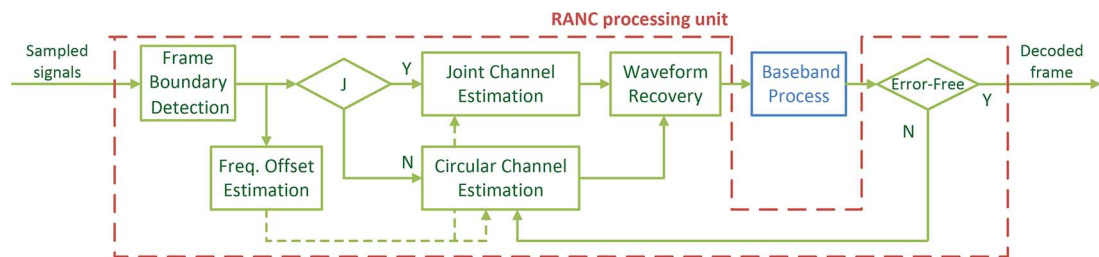 RANC processing unit
Sampled
signals
Frame
Boundary
Detection
J
Y
Joint Channel
Estimation
Waveform
Recovery
Baseband
Process
Error-Free
Decoded
frame
Y
N
N
Freq. Offset
Estimation
Circular Channel
Estimation